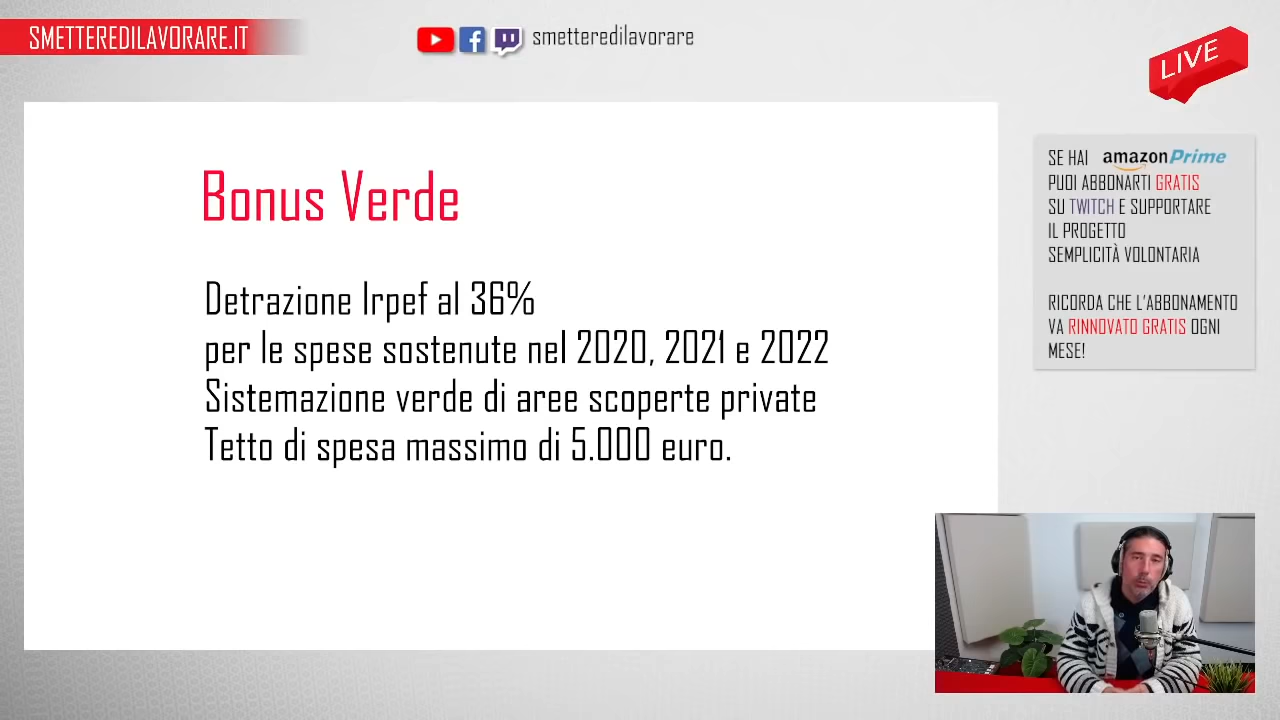 SMETTEREDILAVORARE.IT
smetteredilavorare
LIVE
Bonus Verde
Detrazione Irpef al 36%
per le spese sostenute nel 2020, 2021 e 2022
Sistemazione verde di aree scoperte private
Tetto di spesa massimo di 5.000 euro.
SE HAI amazonPrime
PUOI ABBONARTI GRATIS
SU TWITCH E SUPPORTARE
IL PROGETTO
SEMPLICITÀ VOLONTARIA
RICORDA CHE L'ABBONAMENTO
VA RINNOVATO GRATIS OGNI
MESE!